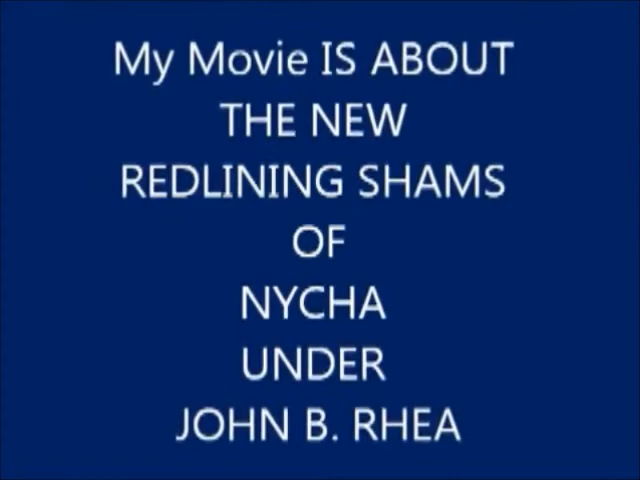 My Movie IS ABOUT
THE NEW
REDLINING SHAMS
OF
NYCHA
UNDER
JOHN B. RHEA